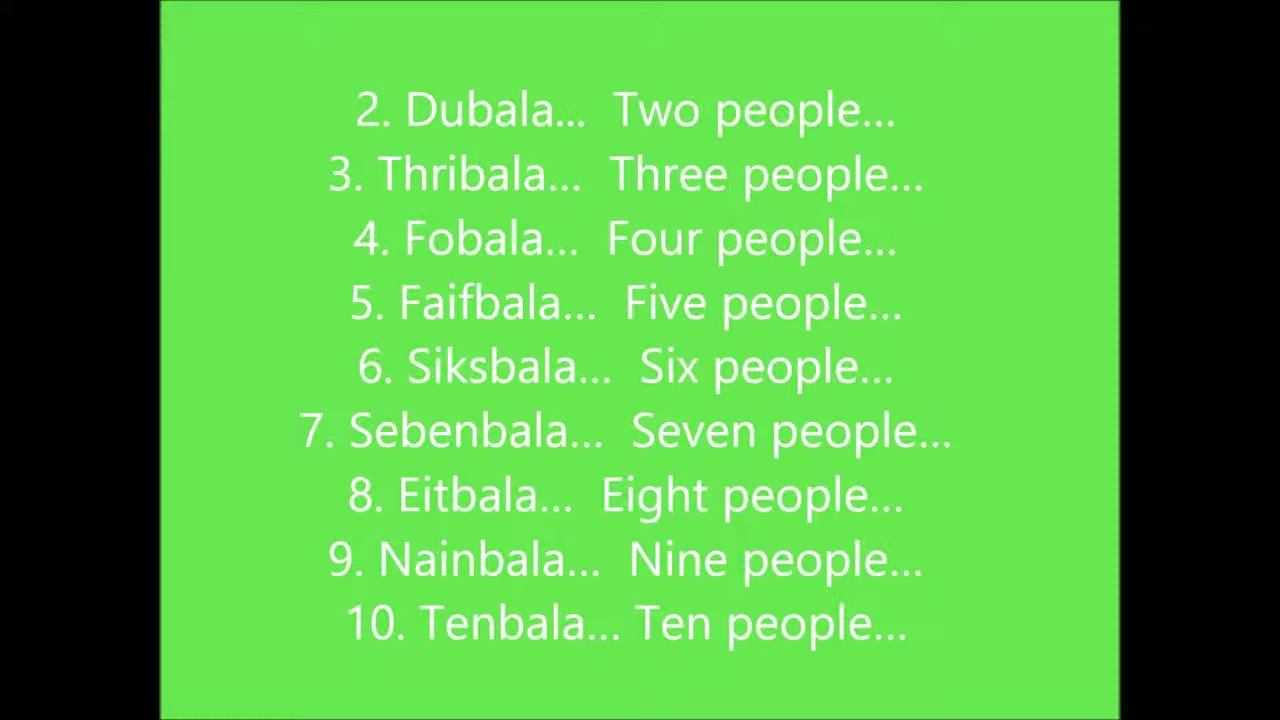 2. Dubala... Two people...
3. Thribala... Three people...
4. Fobala... Four people...
5. Faifbala... Five people...
6. Siksbala... Six people...
7. Sebenbala... Seven people...
8. Eitbala... Eight people...
9. Nainbala... Nine people...
10. Tenbala... Ten people...